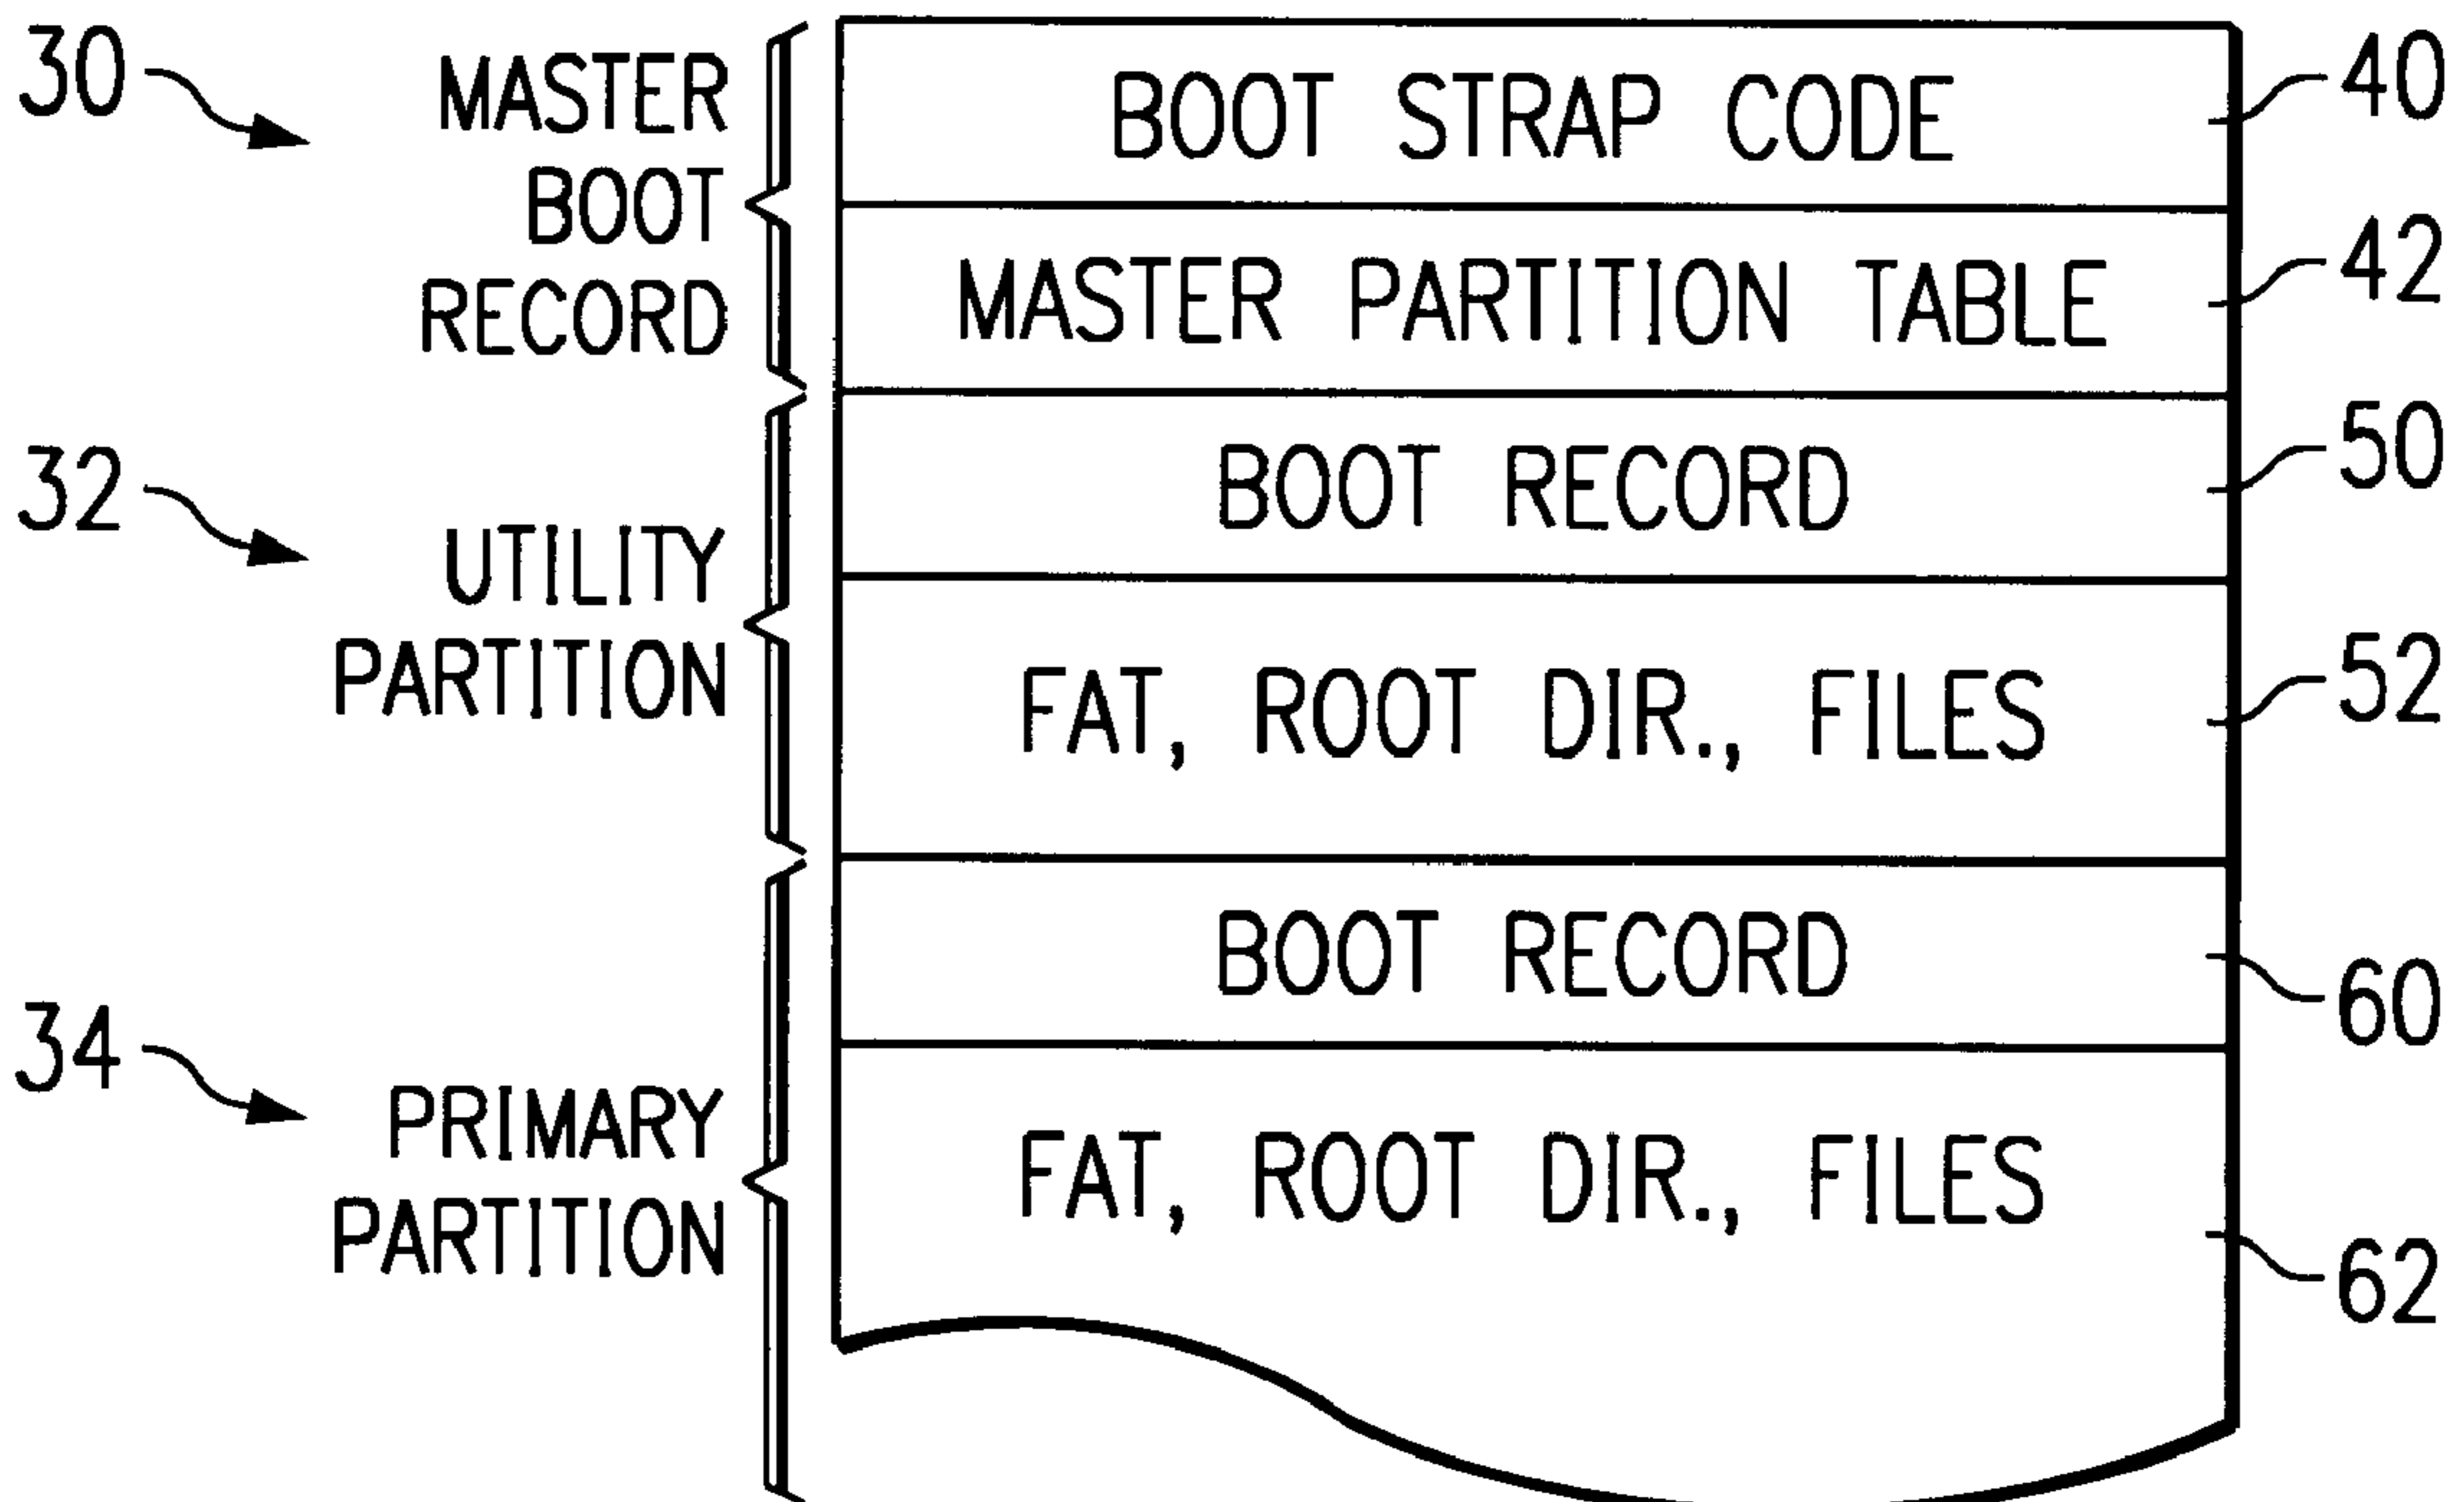 30
MASTER
BOOT
RECORD
BOOT STRAP CODE
40
MASTER PARTITION TABLE
42
32
UTILITY
PARTITION
BOOT RECORD
50
FAT, ROOT DIR., FILES
52
34
PRIMARY
PARTITION
BOOT RECORD
60
FAT, ROOT DIR., FILES
62